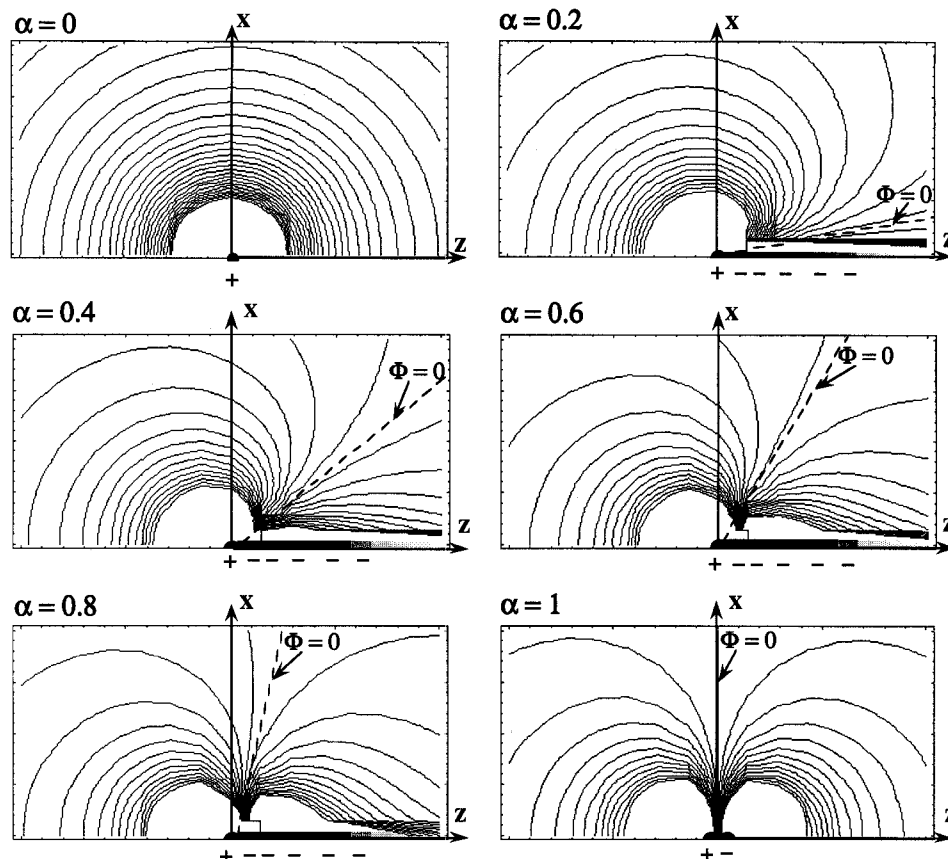 α = 0
x
z
+
α = 0.2
x
Φ = 0
z
+ – – – – –
α = 0.4
x
Φ = 0
z
+ – – – – –
α = 0.6
x
Φ = 0
z
+ – – – – –
α = 0.8
x
Φ = 0
z
+ – – – – –
α = 1
x
Φ = 0
z
+ –